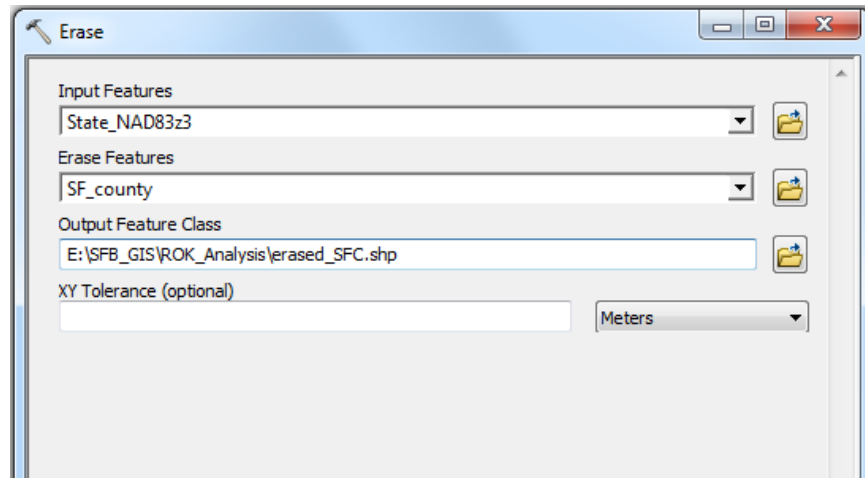 Erase
Input Features
State_NAD83z3
Erase Features
SF_county
Output Feature Class
E:\SFB_GIS\ROK_Analysis\erased_SFC.shp
XY Tolerance (optional)
Meters